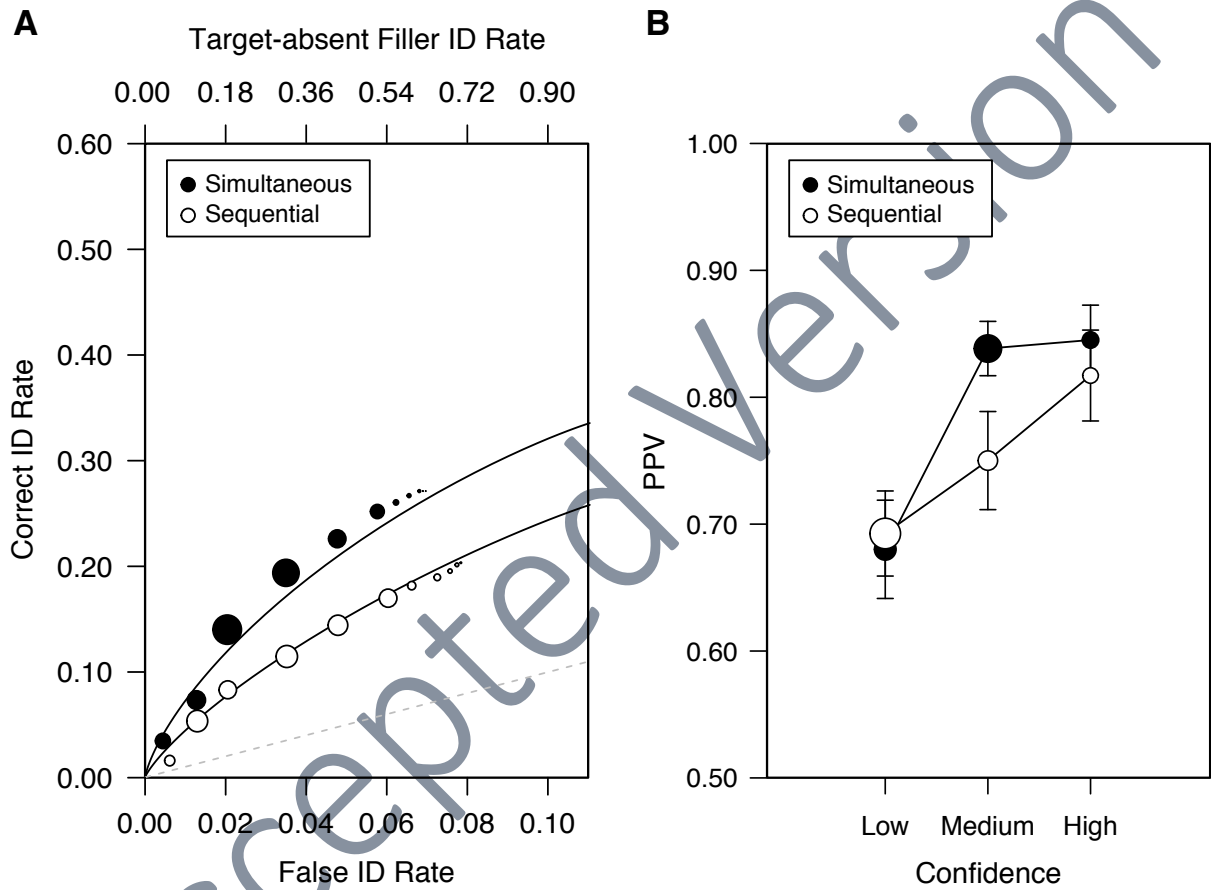 A
Target-absent Filler ID Rate
0.00 0.18 0.36 0.54 0.72 0.90
0.60
0.50
0.40
0.30
0.20
0.10
0.00
Correct ID Rate
Simultaneous
Sequential
0.00 0.02 0.04 0.06 0.08 0.10
False ID Rate
B
1.00
0.90
0.80
0.70
0.60
0.50
PPV
Simultaneous
Sequential
Low Medium High
Confidence
cepted Version